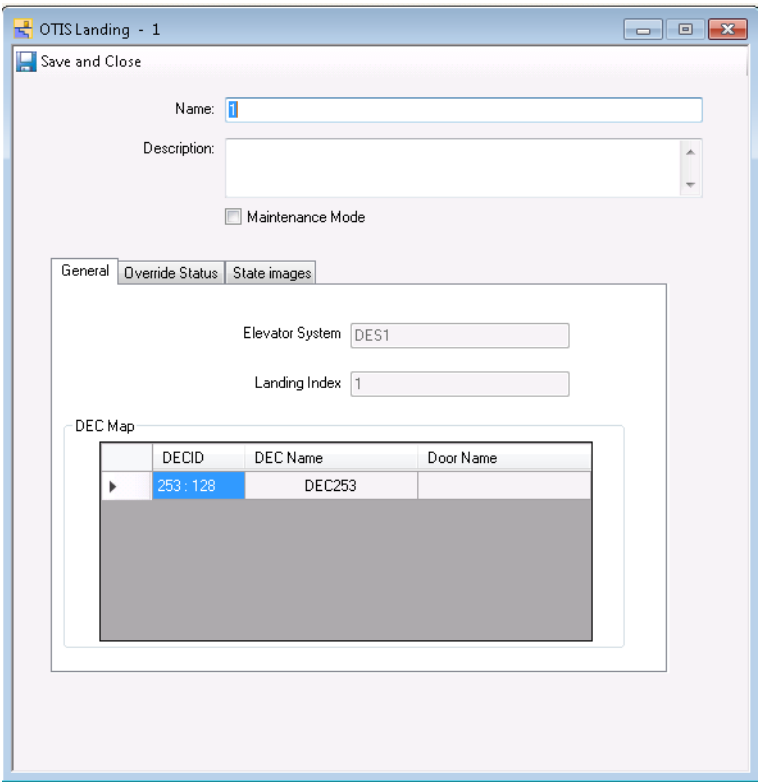 OTIS Landing - 1
Save and Close
Name: 1
Description:
Maintenance Mode
General Override Status State images
Elevator System DES1
Landing Index 1
DEC Map
DECID DEC Name Door Name
253 : 128 DEC253